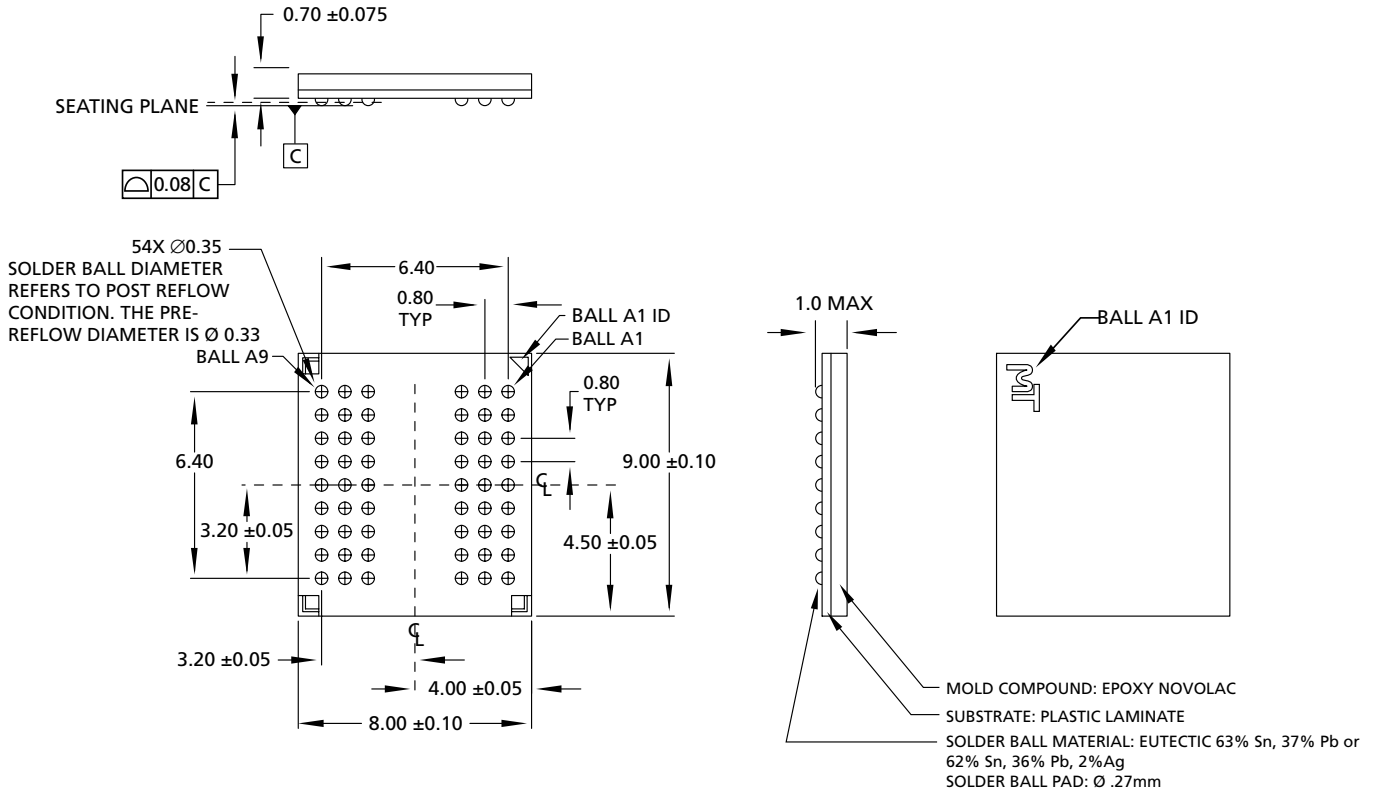 0.70 ±0.075
SEATING PLANE
C
0.08 C
54X ∅0.35
SOLDER BALL DIAMETER
REFERS TO POST REFLOW
CONDITION. THE PRE-
REFLOW DIAMETER IS Ø 0.33
BALL A9
6.40
0.80
TYP
BALL A1 ID
BALL A1
0.80
TYP
6.40
3.20 ±0.05
9.00 ±0.10
CL
4.50 ±0.05
CL
3.20 ±0.05
4.00 ±0.05
8.00 ±0.10
1.0 MAX
BALL A1 ID
MT
MOLD COMPOUND: EPOXY NOVOLAC
SUBSTRATE: PLASTIC LAMINATE
SOLDER BALL MATERIAL: EUTECTIC 63% Sn, 37% Pb or
62% Sn, 36% Pb, 2%Ag
SOLDER BALL PAD: Ø .27mm